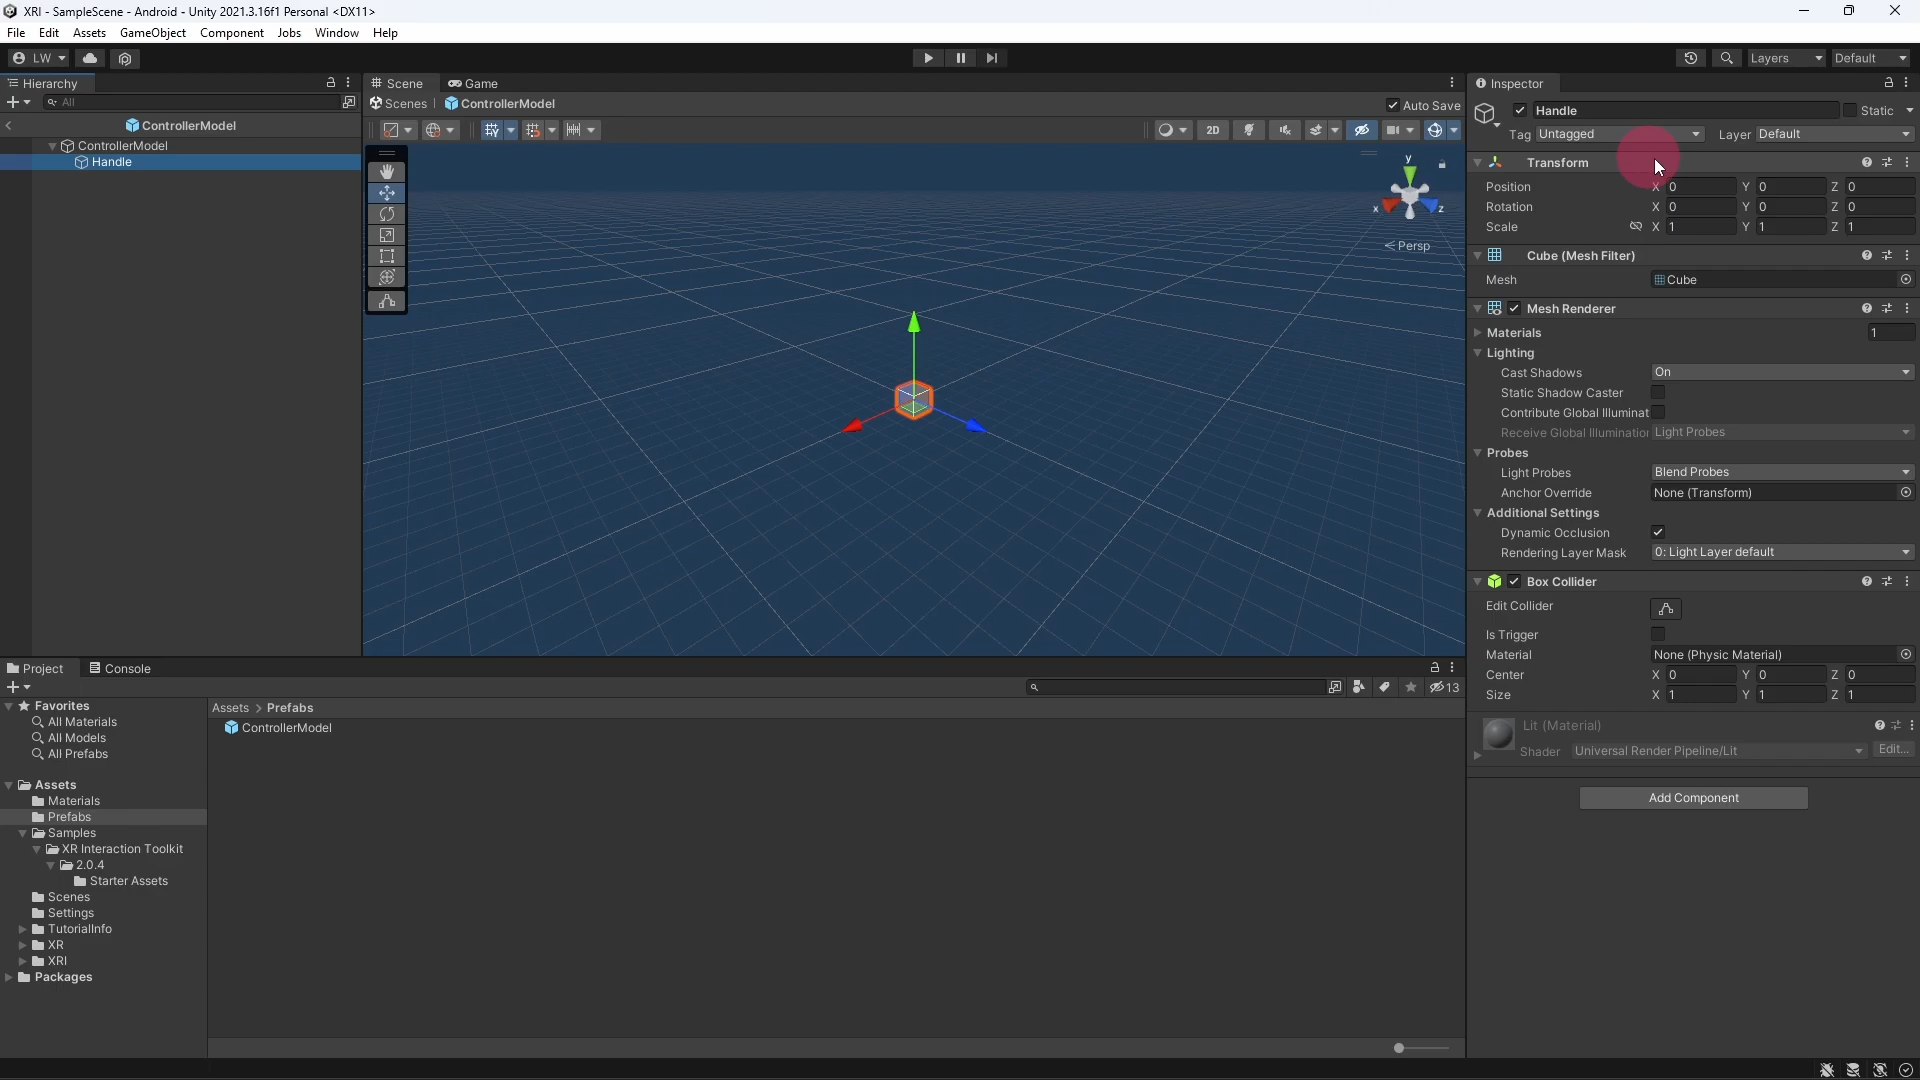 XRI - SampleScene - Android - Unity 2021.3.16f1 Personal <DX11>
File Edit Assets GameObject Component Jobs Window Help
LW Layers Default
Hierarchy Scene Game Inspector
All Scenes ControllerModel Auto Save Handle Static
ControllerModel 2D Tag Untagged Layer Default
ControllerModel
Handle
Transform
Position X 0 Y 0 Z 0
Rotation X 0 Y 0 Z 0
Scale X 1 Y 1 Z 1
y
x z
Persp
Cube (Mesh Filter)
Mesh Cube
Mesh Renderer
Materials 1
Lighting
Cast Shadows On
Static Shadow Caster
Contribute Global Illuminat
Receive Global Illumination Light Probes
Probes
Light Probes Blend Probes
Anchor Override None (Transform)
Additional Settings
Dynamic Occlusion
Rendering Layer Mask 0: Light Layer default
Box Collider
Edit Collider
Is Trigger
Material None (Physic Material)
Center X 0 Y 0 Z 0
Size X 1 Y 1 Z 1
Lit (Material)
Shader Universal Render Pipeline/Lit Edit...
Add Component
Project Console
13
Favorites
All Materials
All Models
All Prefabs
Assets
Materials
Prefabs
Samples
XR Interaction Toolkit
2.0.4
Starter Assets
Scenes
Settings
TutorialInfo
XR
XRI
Packages
Assets > Prefabs
ControllerModel